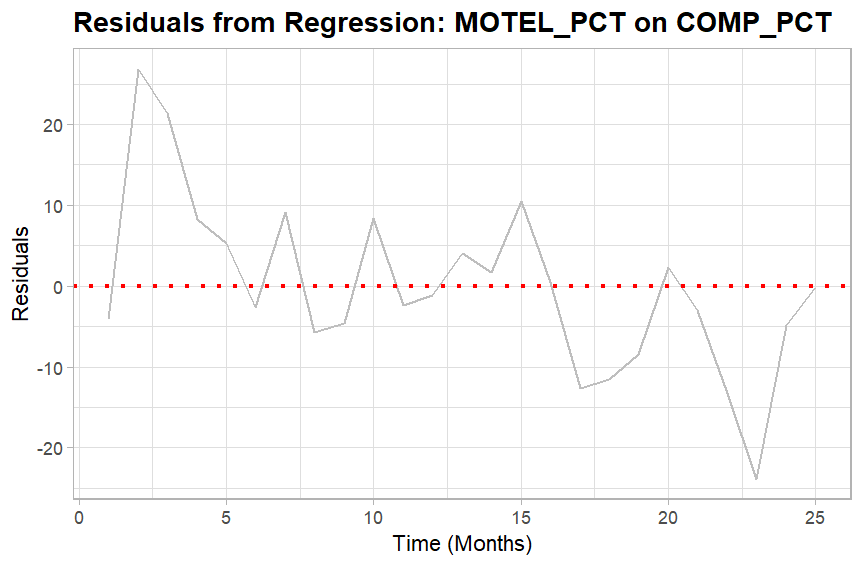 Residuals from Regression: MOTEL_PCT on COMP_PCT
Residuals
20
10
0
-10
-20
0 5 10 15 20 25
Time (Months)